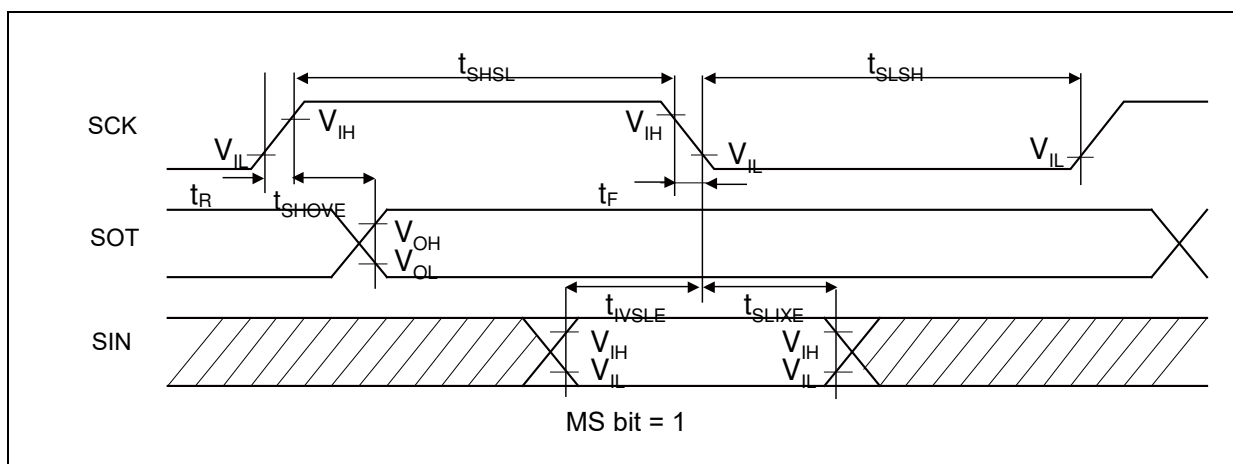 tSHSL
tSLSH
SCK
VIH
VIH
VIL
VIL
VIL
tR
tSHOVE
tF
SOT
VOH
VOL
tIVSLE
tSLIXE
SIN
VIH
VIH
VIL
VIL
MS bit = 1